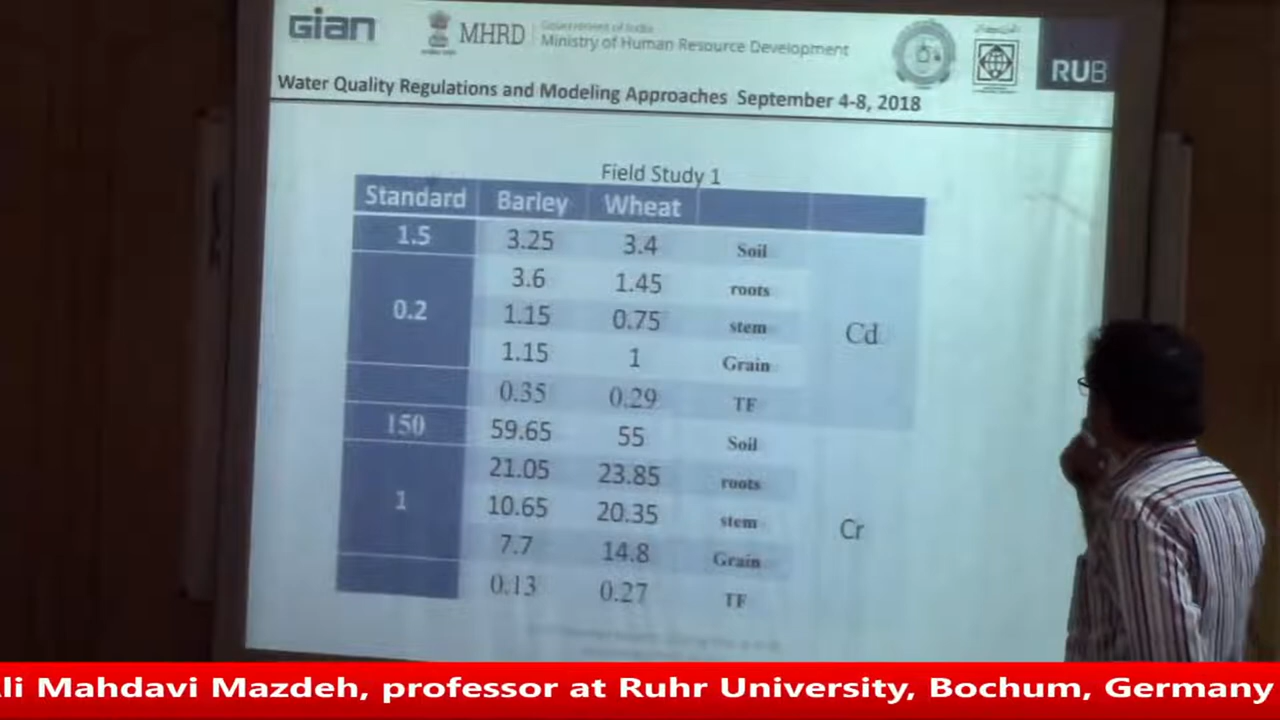 Gian
MHRD
Government of India
Ministry of Human Resource Development
RUB
Water Quality Regulations and Modeling Approaches September 4-8, 2018
Field Study 1
Standard Barley Wheat
1.5 3.25 3.4 Soil
3.6 1.45 roots
0.2 1.15 0.75 stem Cd
1.15 1 Grain
0.35 0.29 TF
150 59.65 55 Soil
21.05 23.85 roots
1 10.65 20.35 stem Cr
7.7 14.8 Grain
0.13 0.27 TF
li Mahdavi Mazdeh, professor at Ruhr University, Bochum, Germany